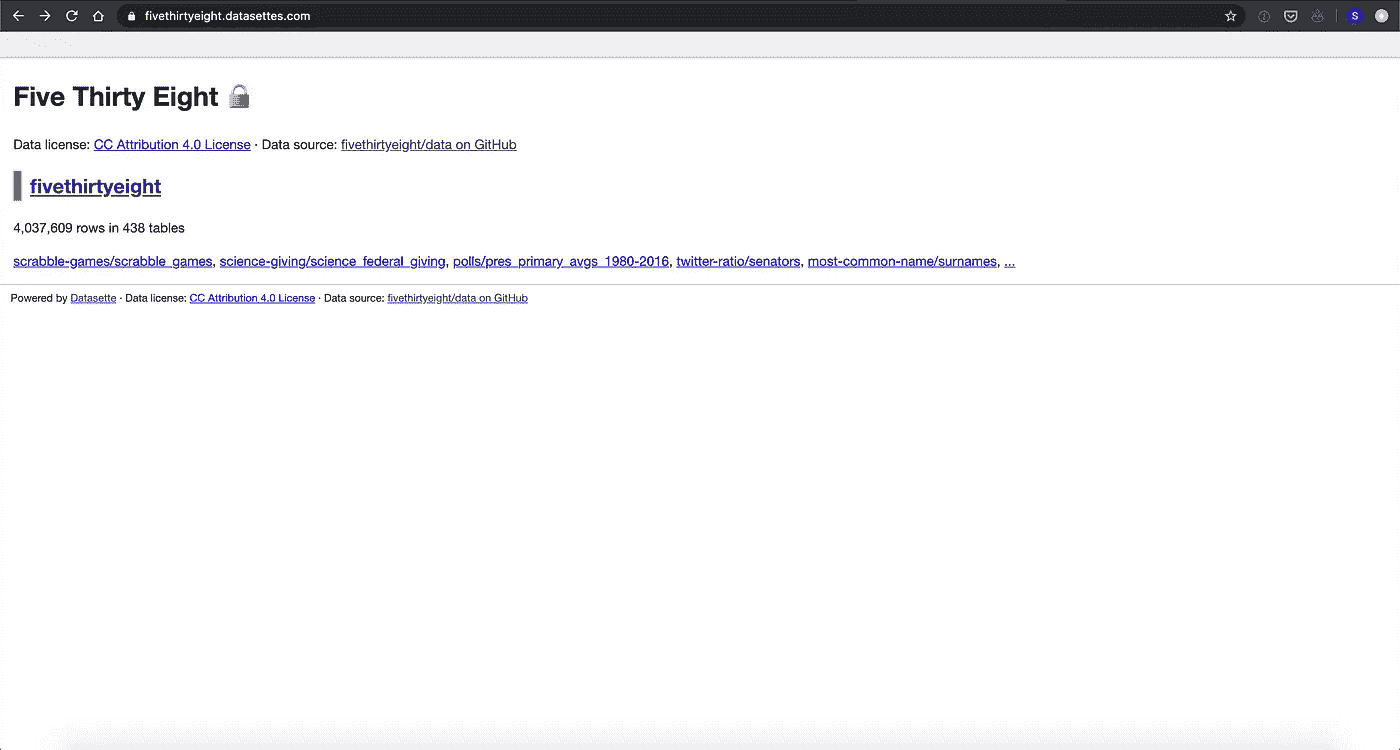 fivethirtyeight.datasettes.com
S
Five Thirty Eight
Data license: CC Attribution 4.0 License · Data source: fivethirtyeight/data on GitHub
fivethirtyeight
4,037,609 rows in 438 tables
scrabble-games/scrabble_games, science-giving/science_federal_giving, polls/pres_primary_avgs_1980-2016, twitter-ratio/senators, most-common-name/surnames, ...
Powered by Datasette · Data license: CC Attribution 4.0 License · Data source: fivethirtyeight/data on GitHub